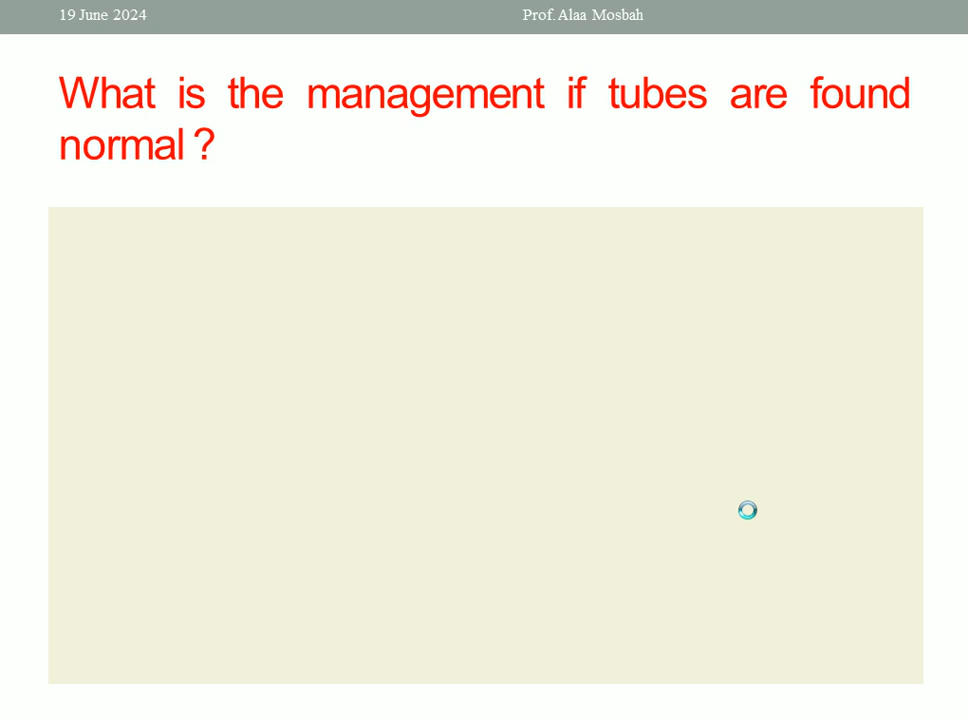 19 June 2024 Prof. Alaa Mosbah
What is the management if tubes are found
normal ?